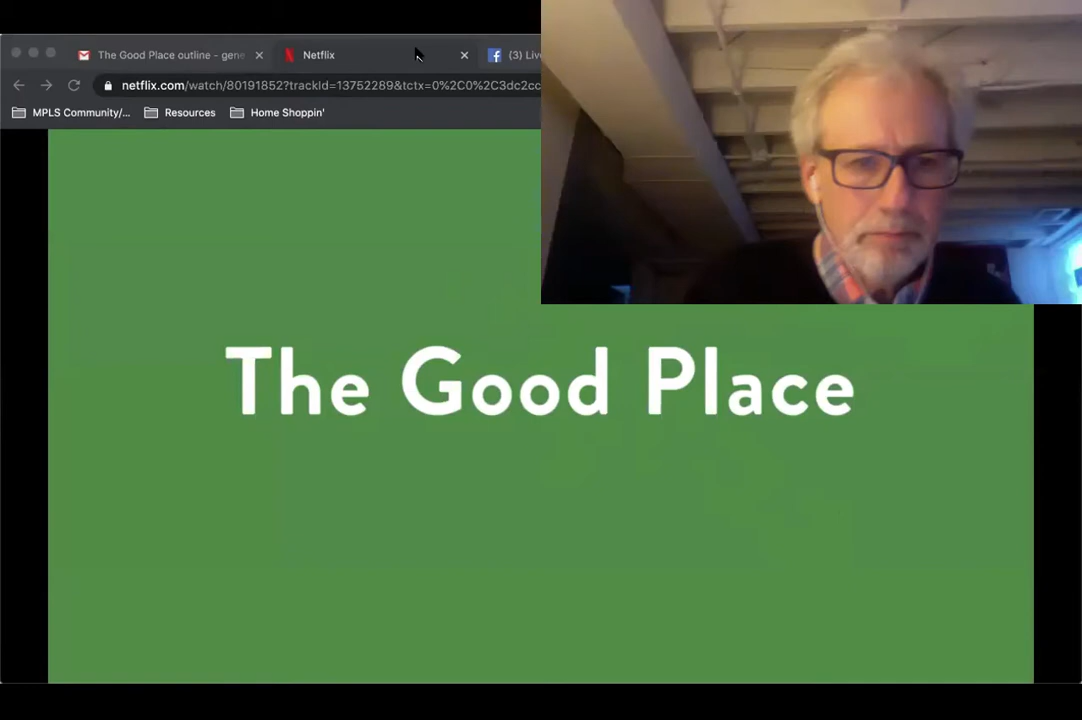 The Good Place outline - gene
Netflix
(3) Liv
netflix.com/watch/80191852?trackId=13752289&tctx=0%2C0%2C3dc2cc
MPLS Community/...
Resources
Home Shoppin'
The Good Place